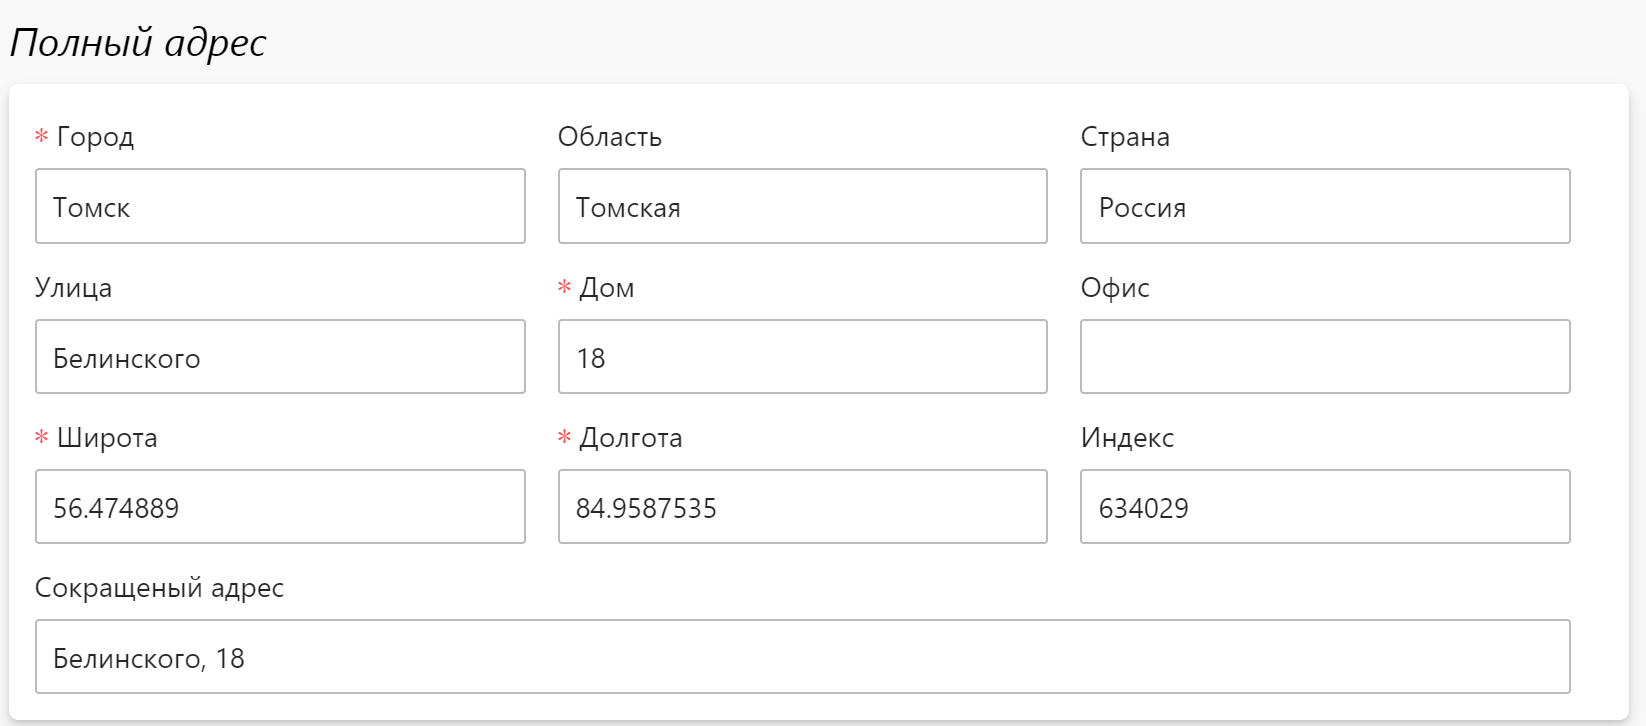 Полный адрес
* Город Область Страна
Томск Томская Россия
Улица * Дом Офис
Белинского 18
* Широта * Долгота Индекс
56.474889 84.9587535 634029
Сокращеный адрес
Белинского, 18